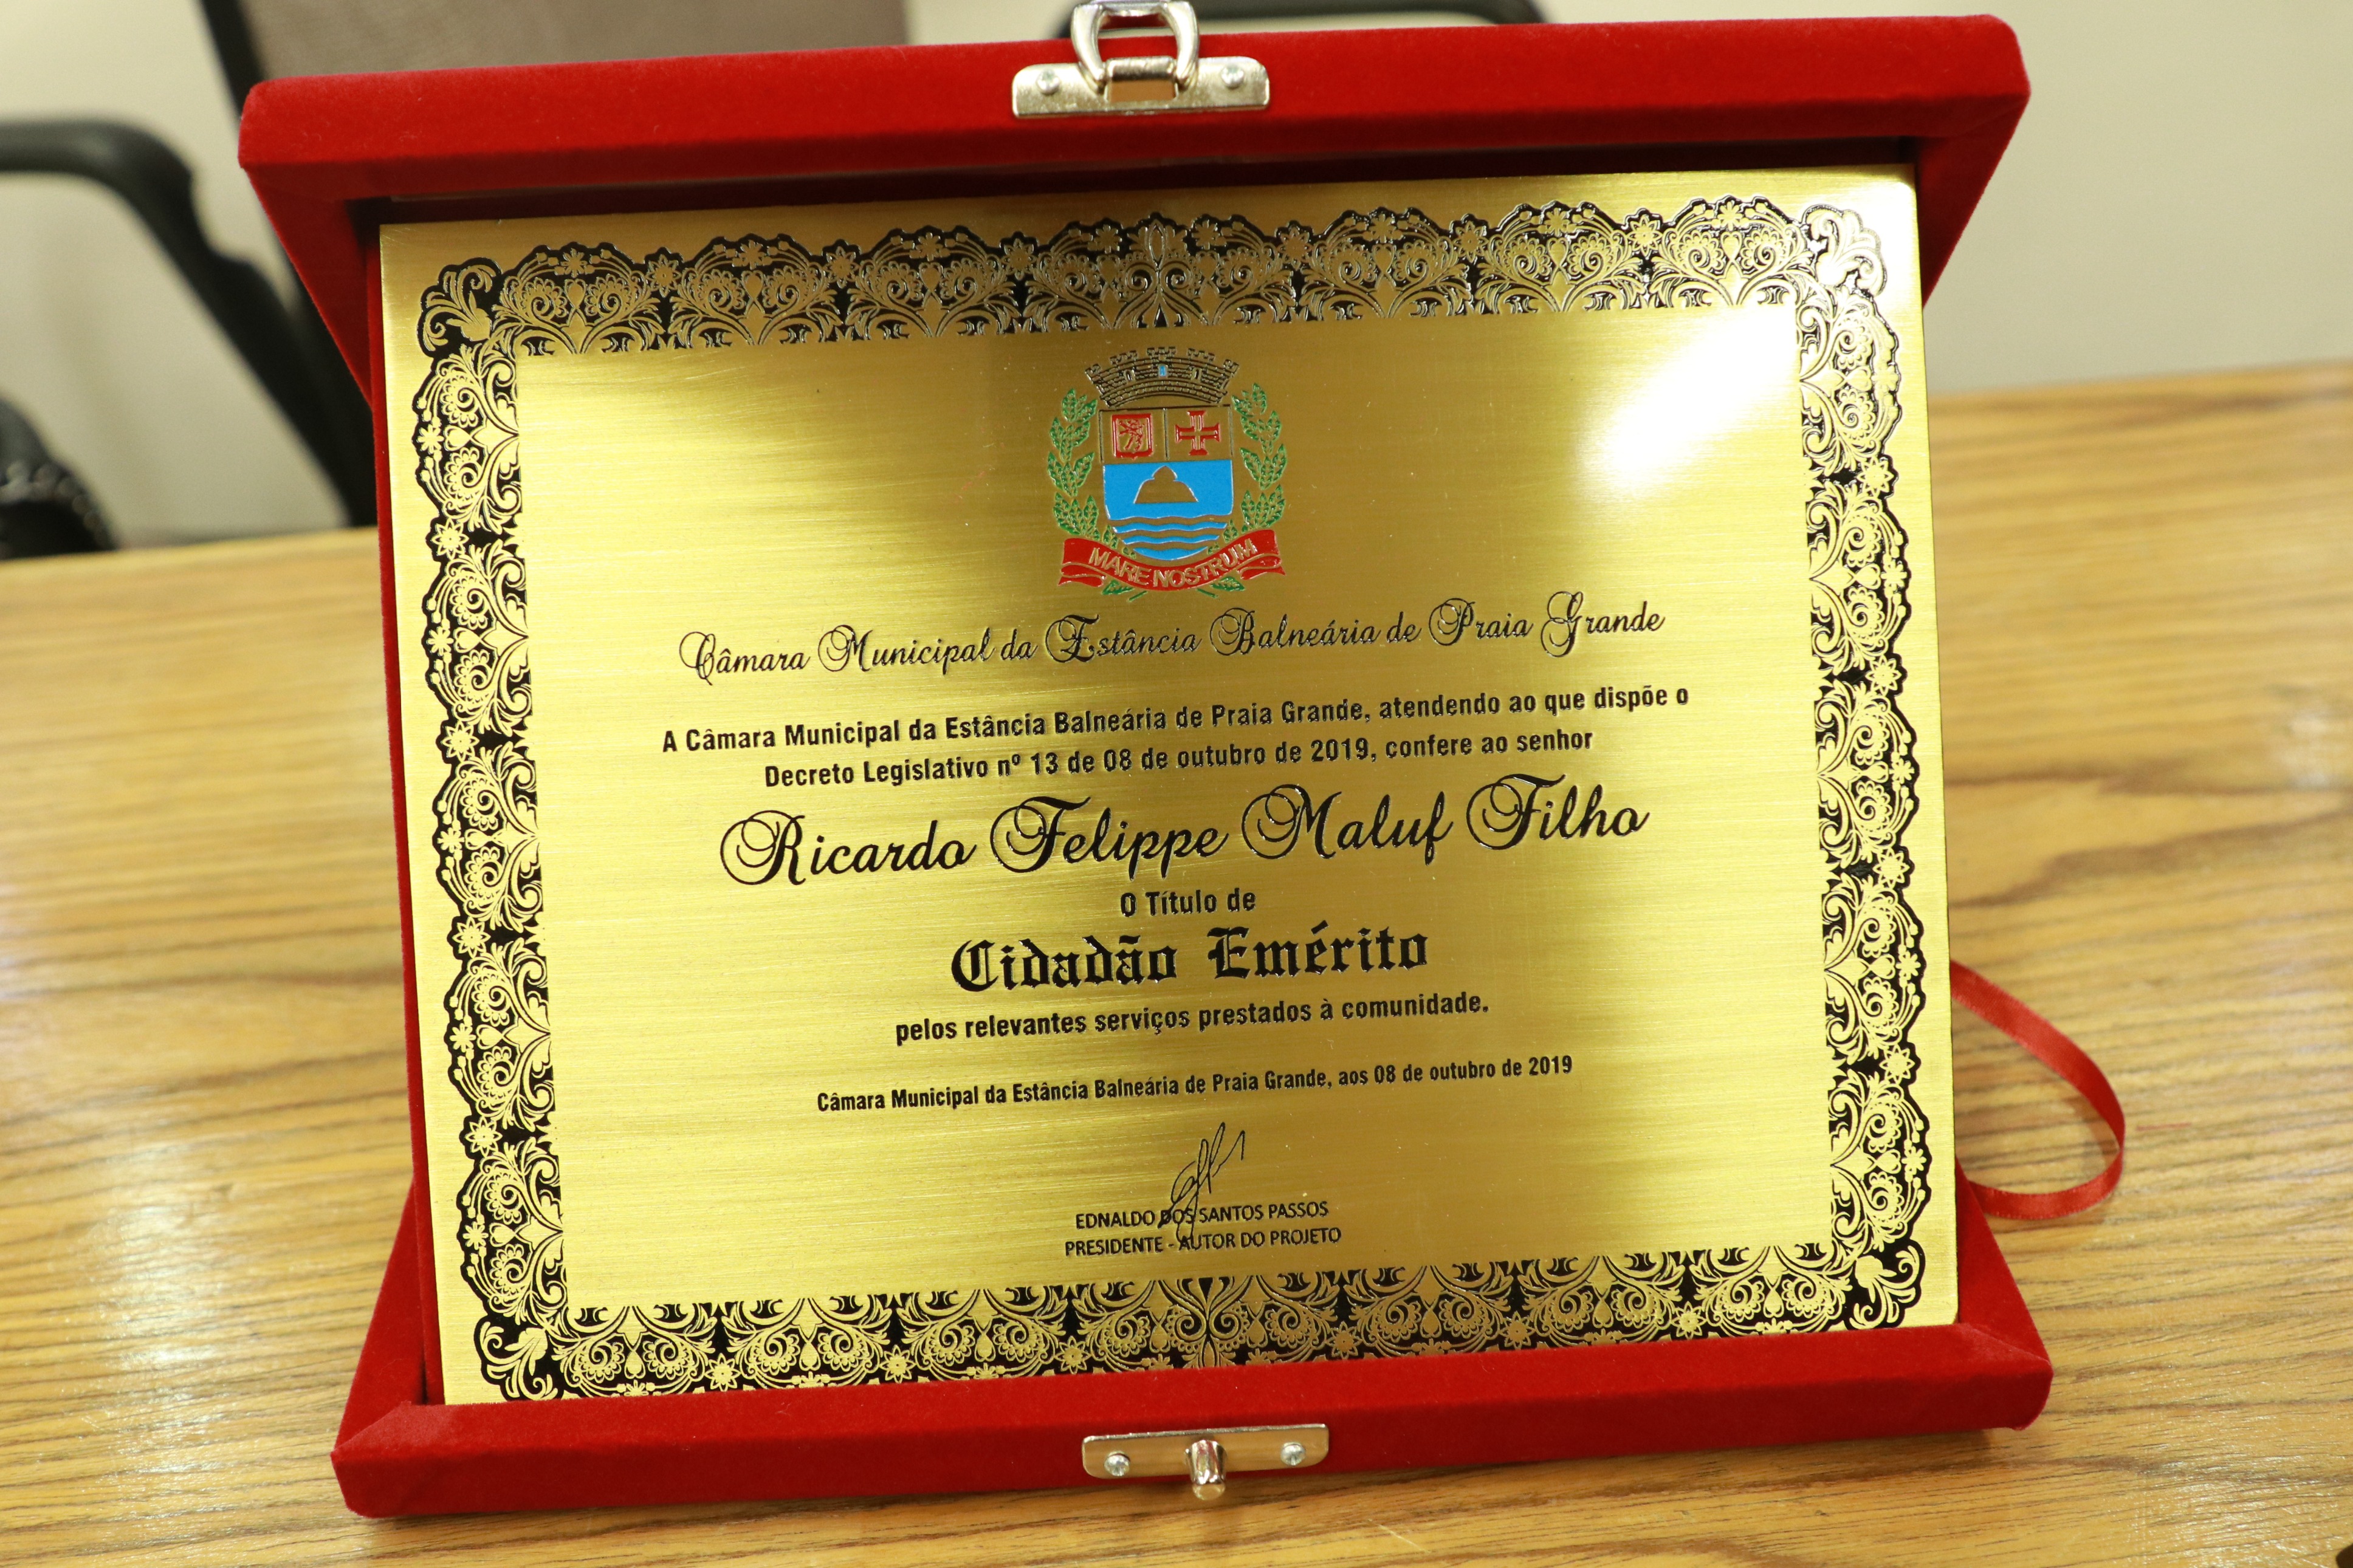 MARE NOSTRUM
Câmara Municipal da Estância Balneária de Praia Grande
A Câmara Municipal da Estância Balneária de Praia Grande, atendendo ao que dispõe o
Decreto Legislativo nº 13 de 08 de outubro de 2019, confere ao senhor
Ricardo Felippe Maluf Filho
O Título de
Cidadão Emérito
pelos relevantes serviços prestados à comunidade.
Câmara Municipal da Estância Balneária de Praia Grande, aos 08 de outubro de 2019
EDNALDO DOS SANTOS PASSOS
PRESIDENTE - AUTOR DO PROJETO